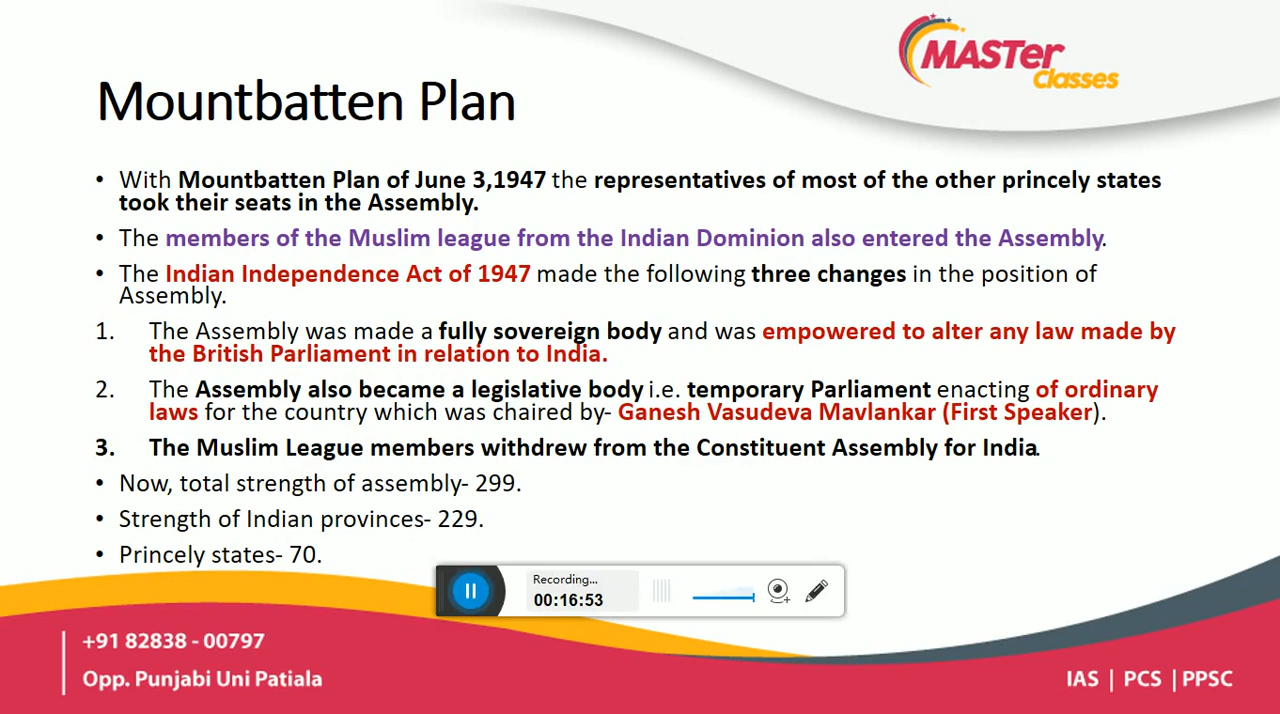 MASTer
Classes
Mountbatten Plan
• With Mountbatten Plan of June 3,1947 the representatives of most of the other princely states
took their seats in the Assembly.
• The members of the Muslim league from the Indian Dominion also entered the Assembly.
• The Indian Independence Act of 1947 made the following three changes in the position of
Assembly.
1. The Assembly was made a fully sovereign body and was empowered to alter any law made by
the British Parliament in relation to India.
2. The Assembly also became a legislative body i.e. temporary Parliament enacting of ordinary
laws for the country which was chaired by- Ganesh Vasudeva Mavlankar (First Speaker).
3. The Muslim League members withdrew from the Constituent Assembly for India.
• Now, total strength of assembly- 299.
• Strength of Indian provinces- 229.
• Princely states- 70.
Recording...
00:16:53
+91 82838 - 00797
Opp. Punjabi Uni Patiala
IAS | PCS | PPSC